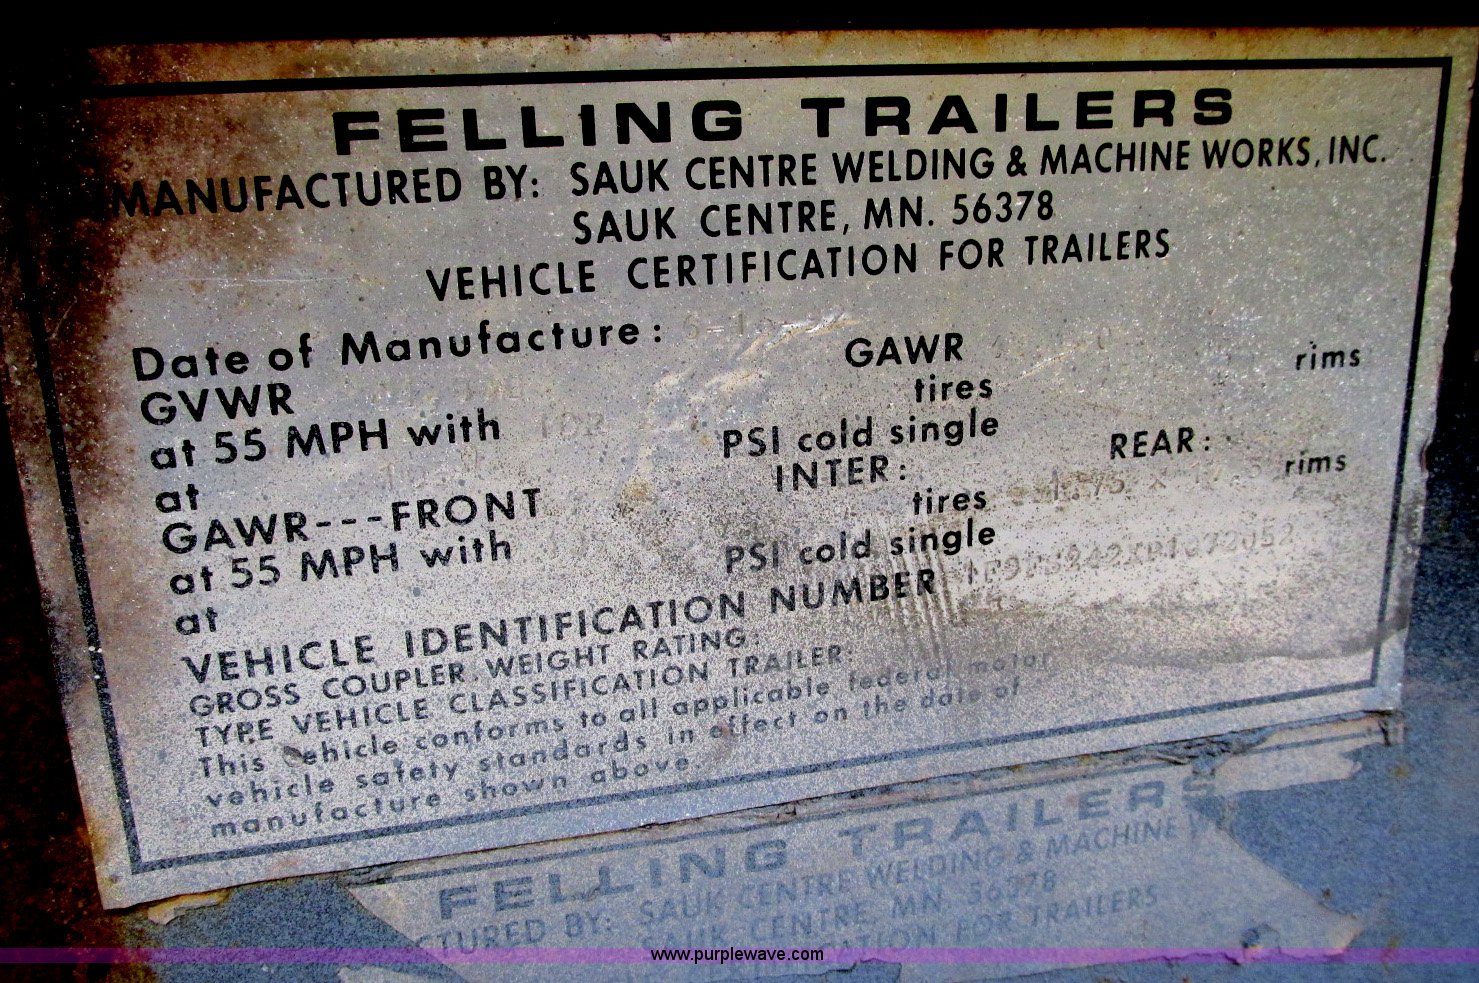 FELLING TRAILERS
MANUFACTURED BY: SAUK CENTRE WELDING & MACHINE WORKS, INC.
SAUK CENTRE, MN. 56378
VEHICLE CERTIFICATION FOR TRAILERS
Date of Manufacture:
GVWR GAWR
at 55 MPH with tires rims
at PSI cold single
GAWR---FRONT INTER: REAR:
at 55 MPH with tires rims
at PSI cold single
VEHICLE IDENTIFICATION NUMBER
GROSS COUPLER WEIGHT RATING:
TYPE VEHICLE CLASSIFICATION TRAILER:
This vehicle conforms to all applicable federal motor
vehicle safety standards in effect on the date of
manufacture shown above.
FELLING TRAILERS
CTURED BY: SAUK CENTRE WELDING & MACHINE
SAUK CENTRE, MN. 56378
CATION FOR TRAILERS
www.purplewave.com